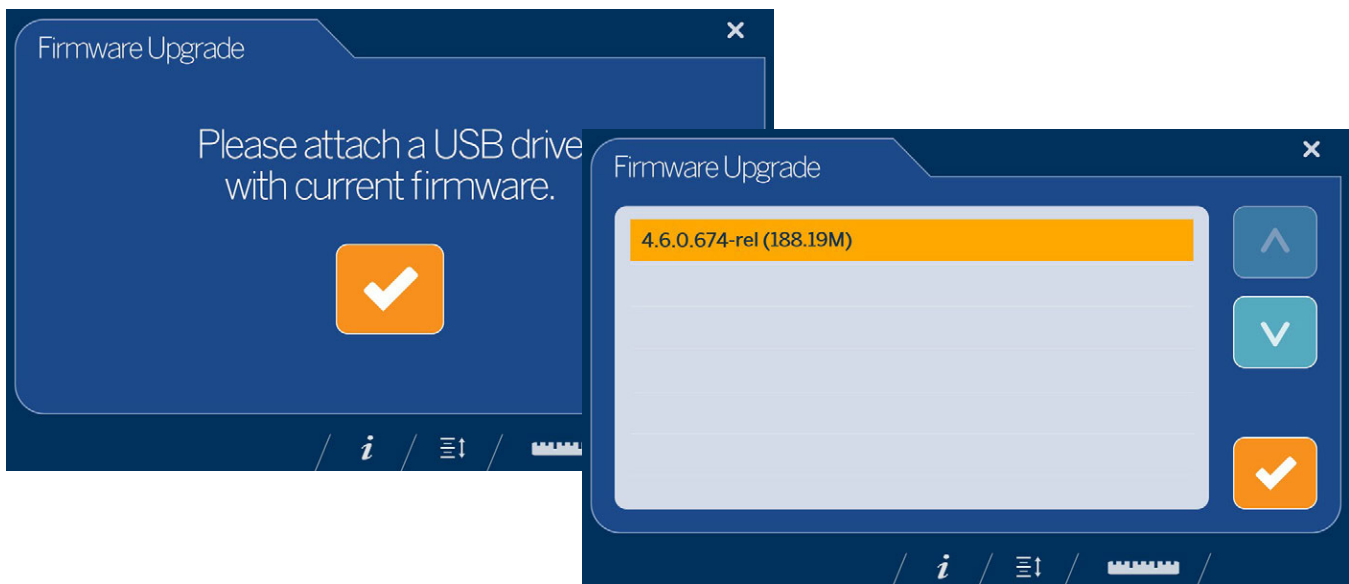 Firmware Upgrade
Please attach a USB drive
with current firmware.
i
Firmware Upgrade
4.6.0.674-rel (188.19M)
i